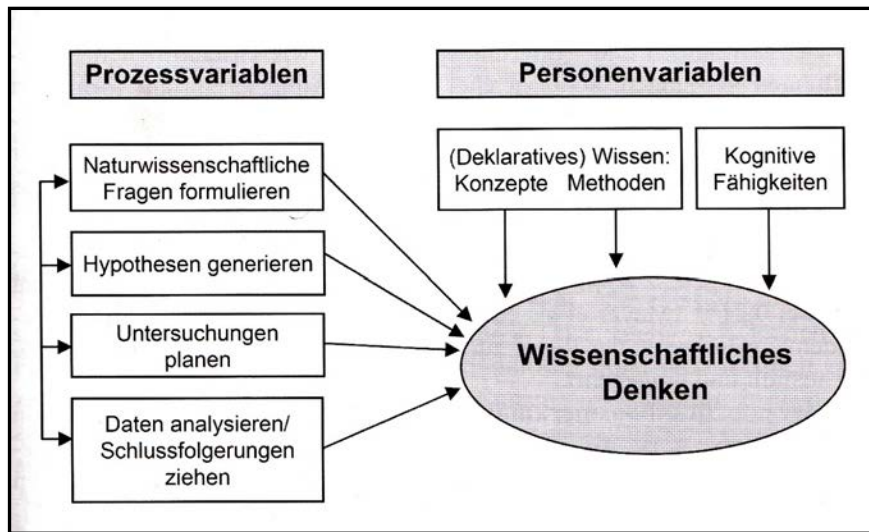 Prozessvariablen
Naturwissenschaftliche
Fragen formulieren
Hypothesen generieren
Untersuchungen
planen
Daten analysieren/
Schlussfolgerungen
ziehen
Personenvariablen
(Deklaratives) Wissen:
Konzepte Methoden
Kognitive
Fähigkeiten
Wissenschaftliches
Denken